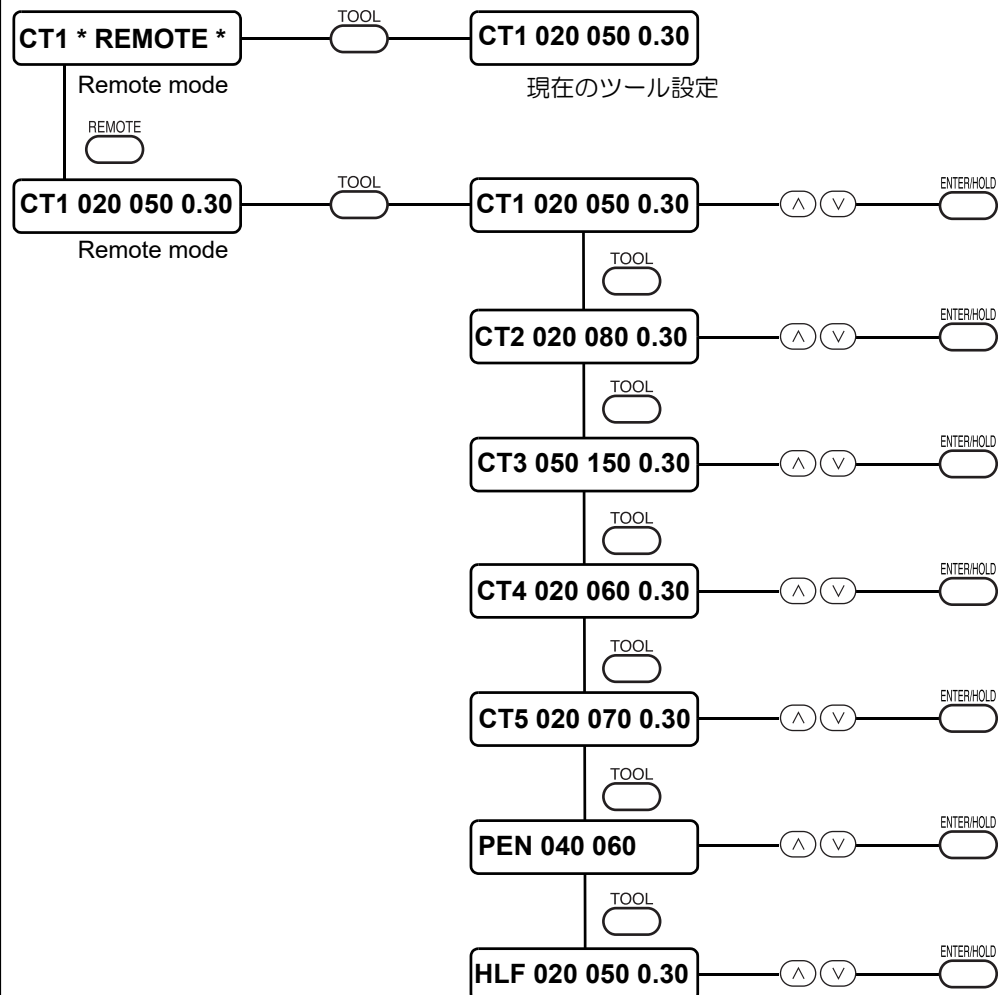 TOOL
CT1 * REMOTE *
CT1 020 050 0.30
Remote mode
現在のツール設定
REMOTE
TOOL
ENTER/HOLD
CT1 020 050 0.30
CT1 020 050 0.30
Remote mode
TOOL
ENTER/HOLD
CT2 020 080 0.30
TOOL
ENTER/HOLD
CT3 050 150 0.30
TOOL
ENTER/HOLD
CT4 020 060 0.30
TOOL
ENTER/HOLD
CT5 020 070 0.30
TOOL
ENTER/HOLD
PEN 040 060
TOOL
ENTER/HOLD
HLF 020 050 0.30